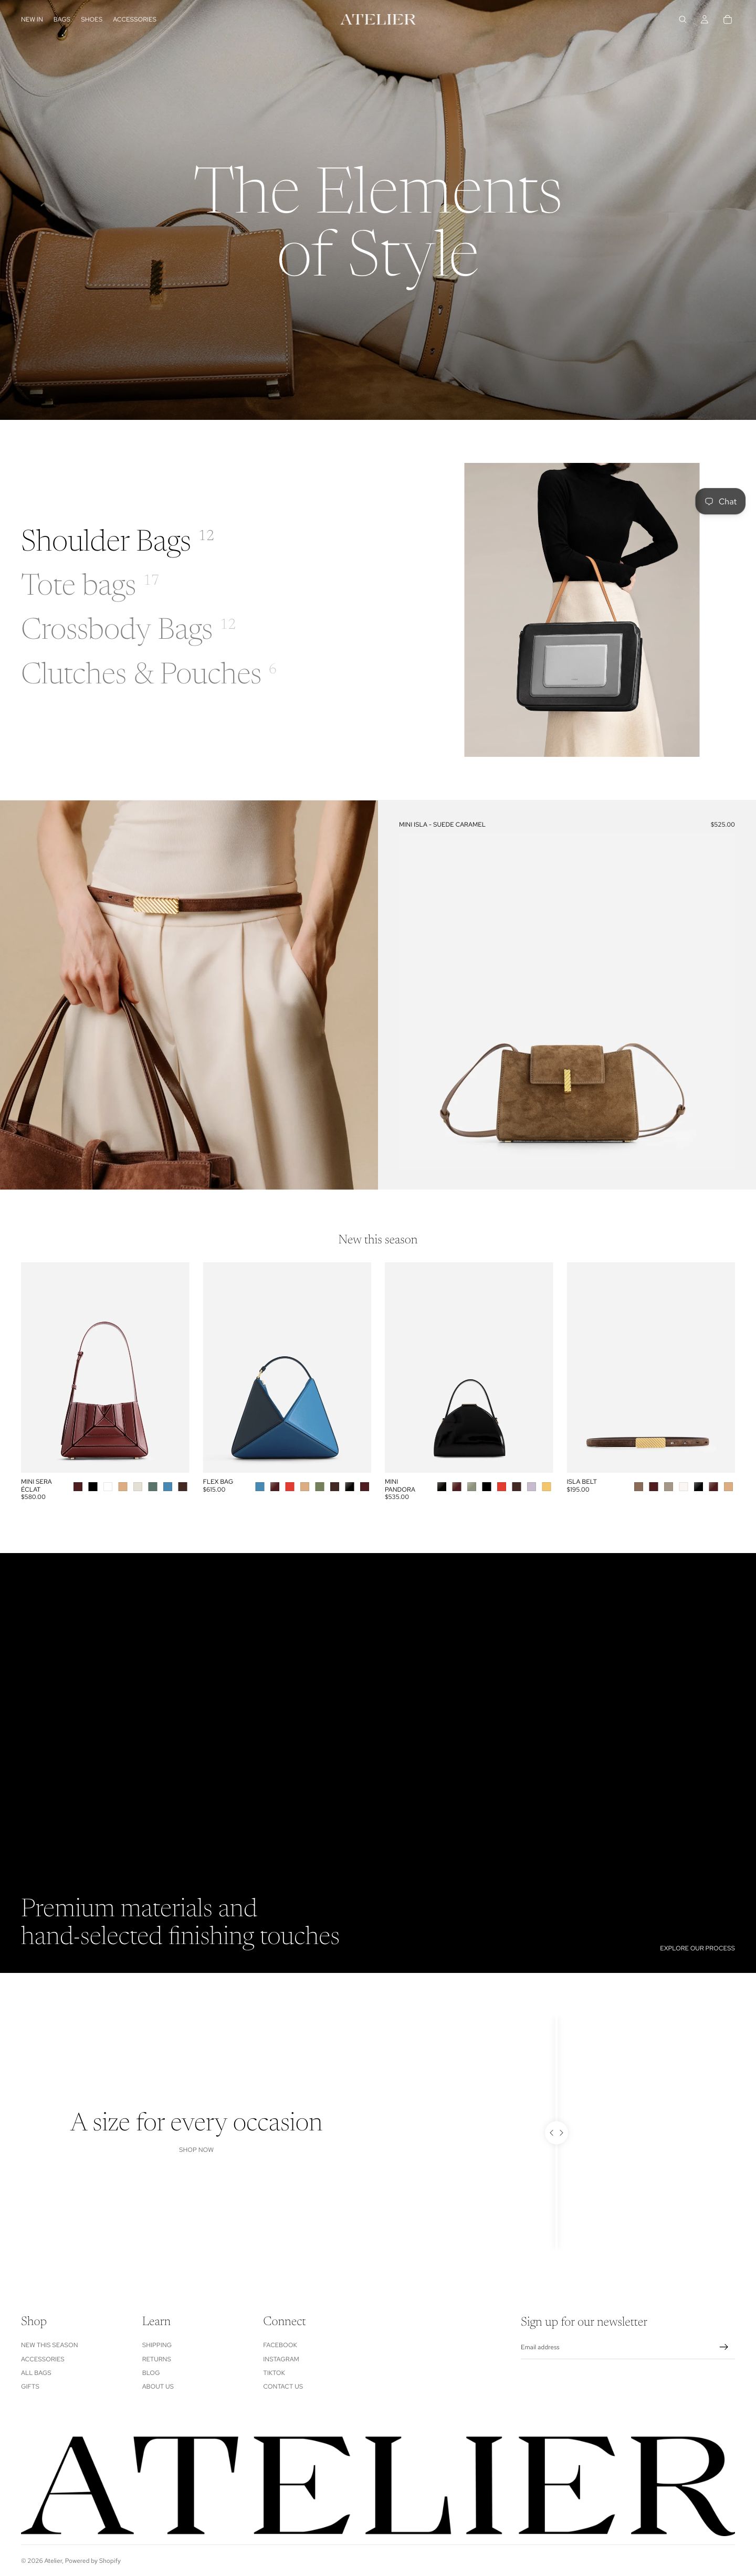 NEW IN BAGS SHOES ACCESSORIES
ATELIER
The Elements
of Style
Chat
Shoulder Bags 12
Tote bags 17
Crossbody Bags 12
Clutches & Pouches 6
MINI ISLA - SUEDE CARAMEL
$525.00
New this season
MINI SERA
ÉCLAT
$580.00
FLEX BAG
$615.00
MINI
PANDORA
$535.00
ISLA BELT
$195.00
Premium materials and
hand-selected finishing touches
EXPLORE OUR PROCESS
A size for every occasion
SHOP NOW
Shop
NEW THIS SEASON
ACCESSORIES
ALL BAGS
GIFTS
Learn
SHIPPING
RETURNS
BLOG
ABOUT US
Connect
FACEBOOK
INSTAGRAM
TIKTOK
CONTACT US
Sign up for our newsletter
Email address
ATELIER
© 2026 Atelier, Powered by Shopify